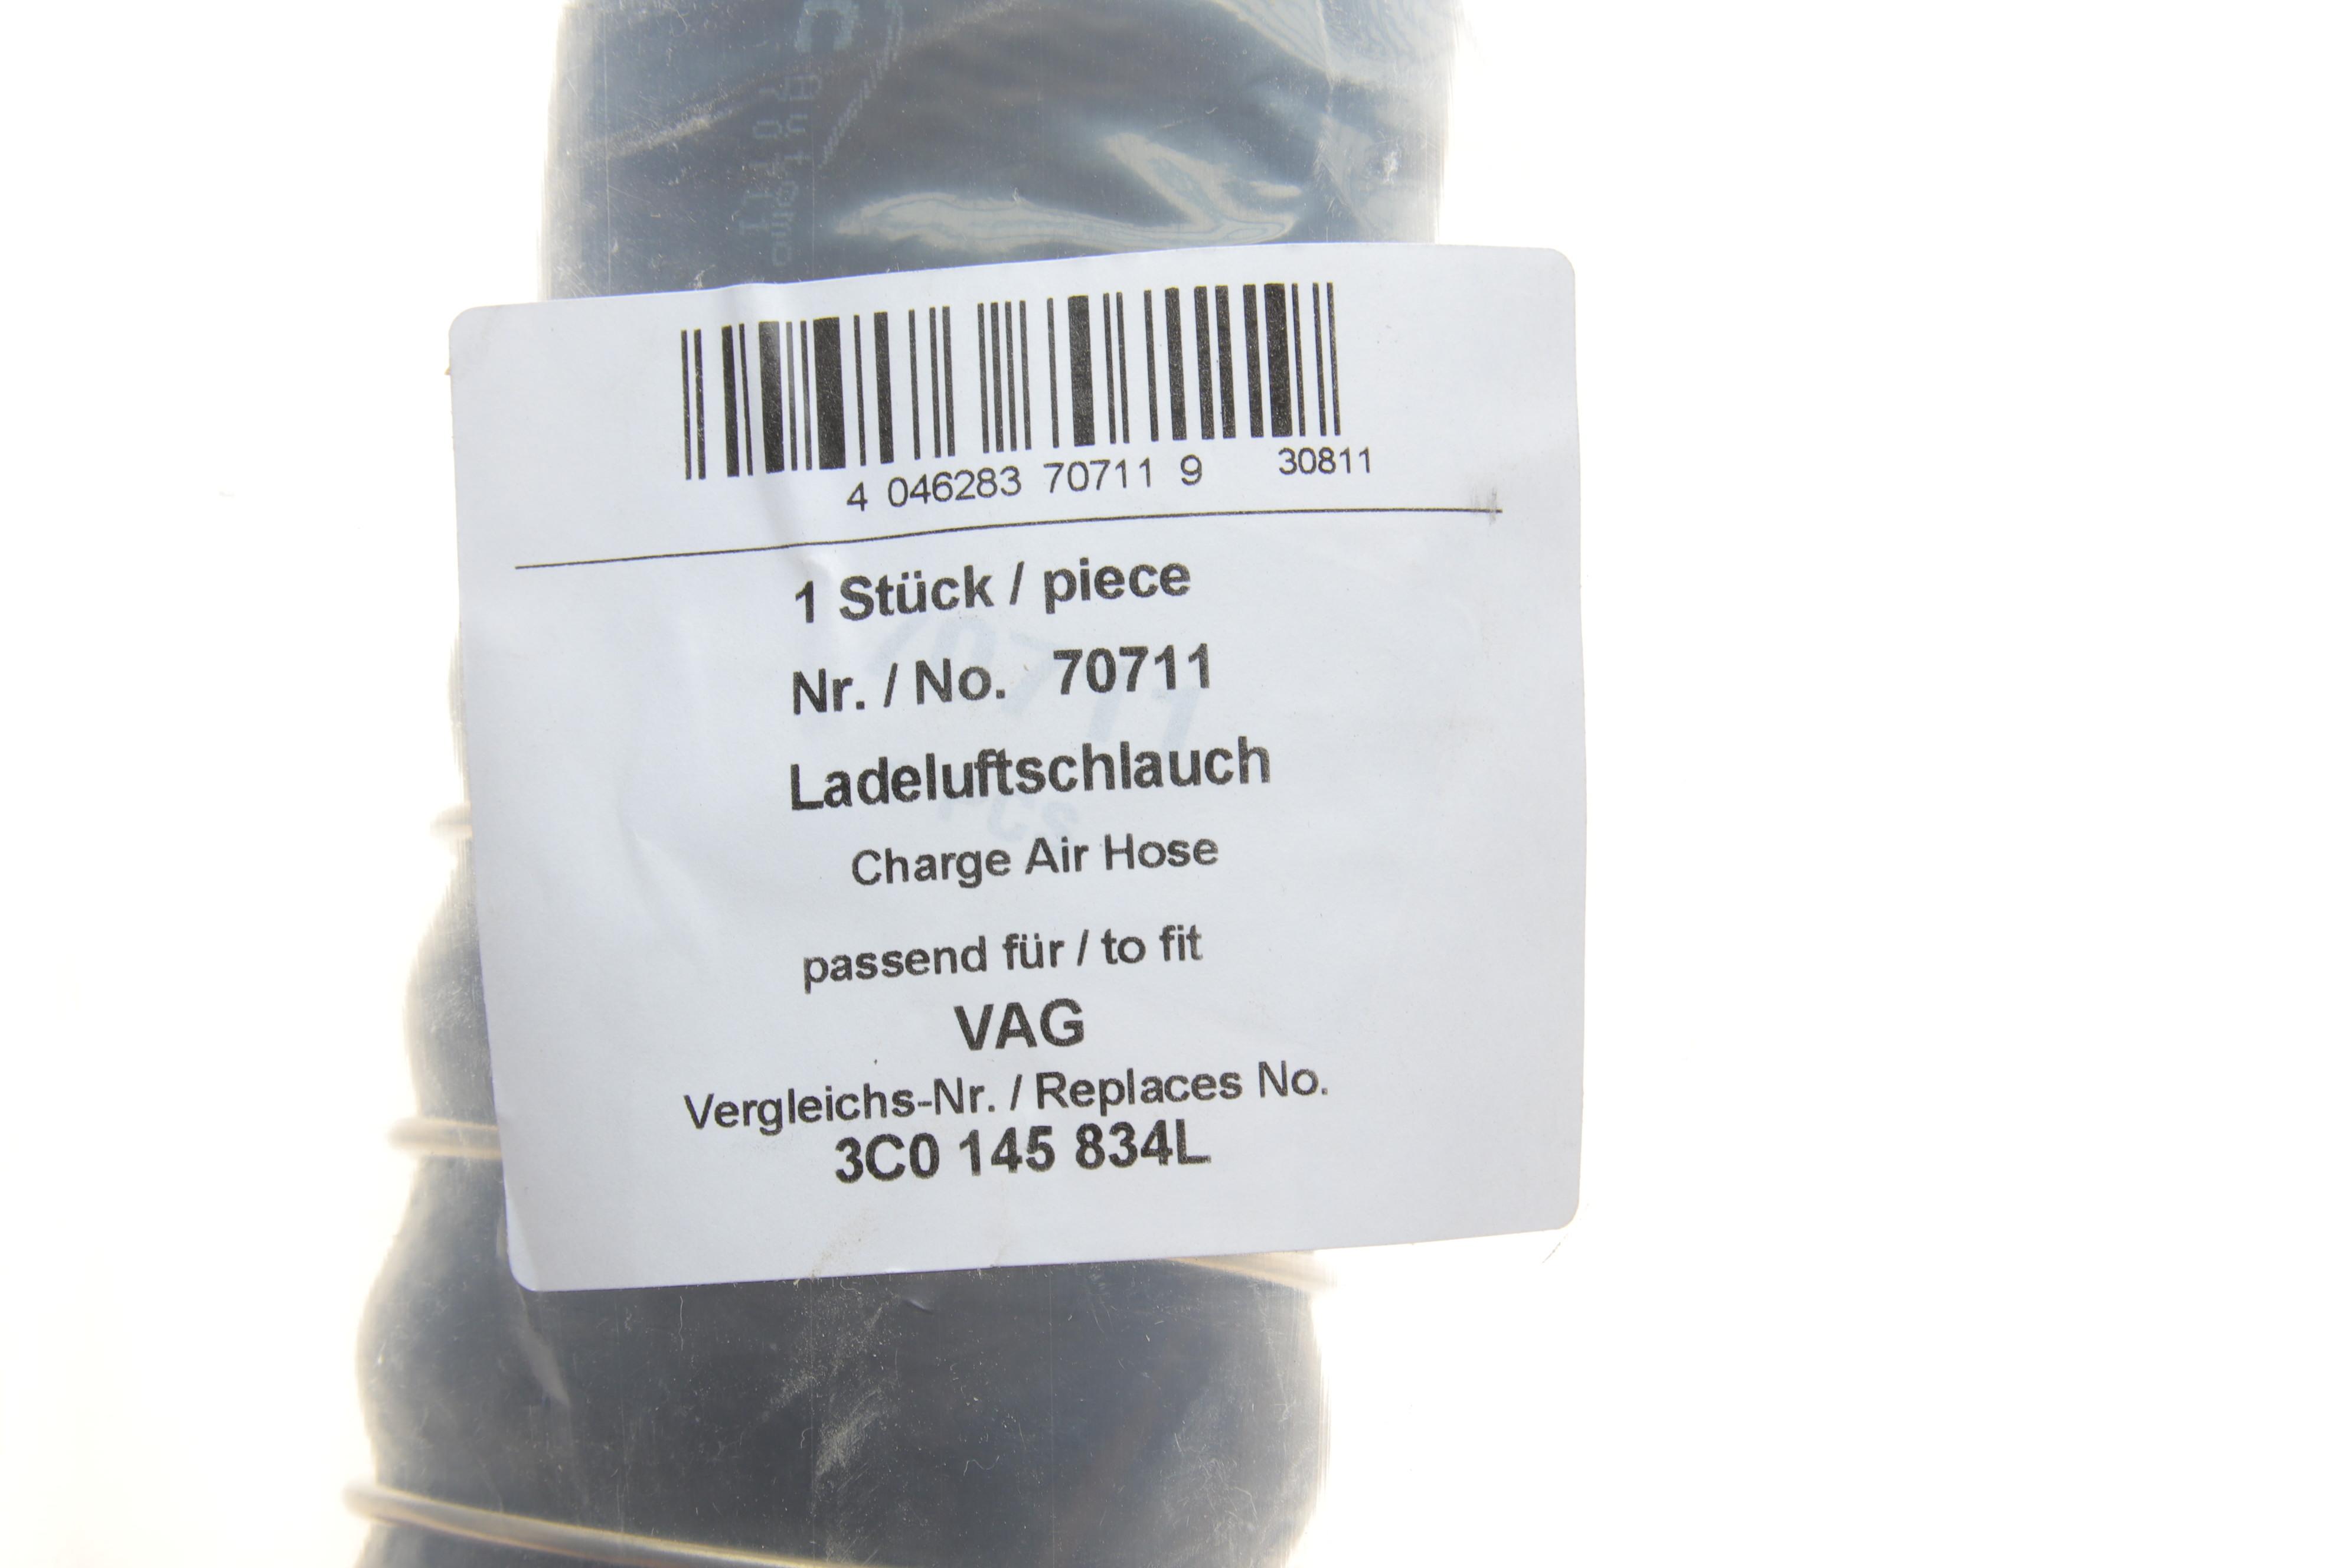 4 046283 70711 9 30811
1 Stück / piece
Nr. / No. 70711
Ladeluftschlauch
Charge Air Hose
passend für / to fit
VAG
Vergleichs-Nr. / Replaces No.
3C0 145 834L